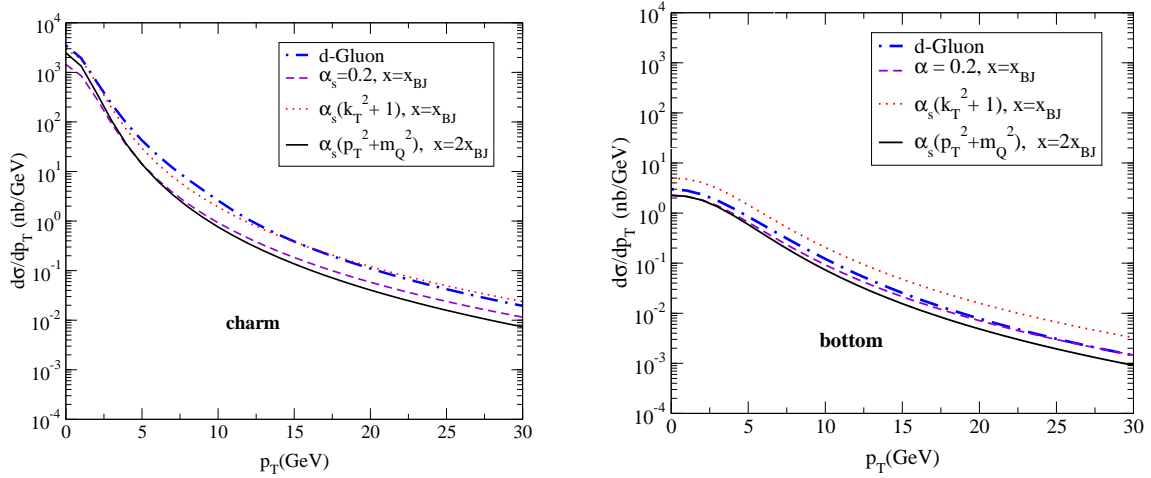 10^4
10^3
10^2
10^1
10^0
10^-1
10^-2
10^-3
10^-4
dσ/dp_T (nb/GeV)
d-Gluon
α_s=0.2, x=x_BJ
α_s(k_T^2+1), x=x_BJ
α_s(p_T^2+m_Q^2), x=2x_BJ
charm
0 5 10 15 20 25 30
p_T(GeV)
10^4
10^3
10^2
10^1
10^0
10^-1
10^-2
10^-3
10^-4
dσ/dp_T (nb/GeV)
d-Gluon
α = 0.2, x=x_BJ
α_s(k_T^2+1), x=x_BJ
α_s(p_T^2+m_Q^2), x=2x_BJ
bottom
0 5 10 15 20 25 30
p_T(GeV)